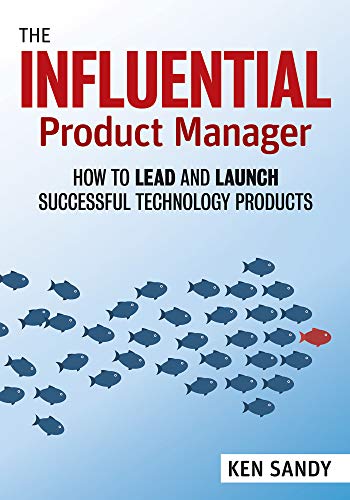 THE
INFLUENTIAL
Product Manager
HOW TO LEAD AND LAUNCH
SUCCESSFUL TECHNOLOGY PRODUCTS
KEN SANDY